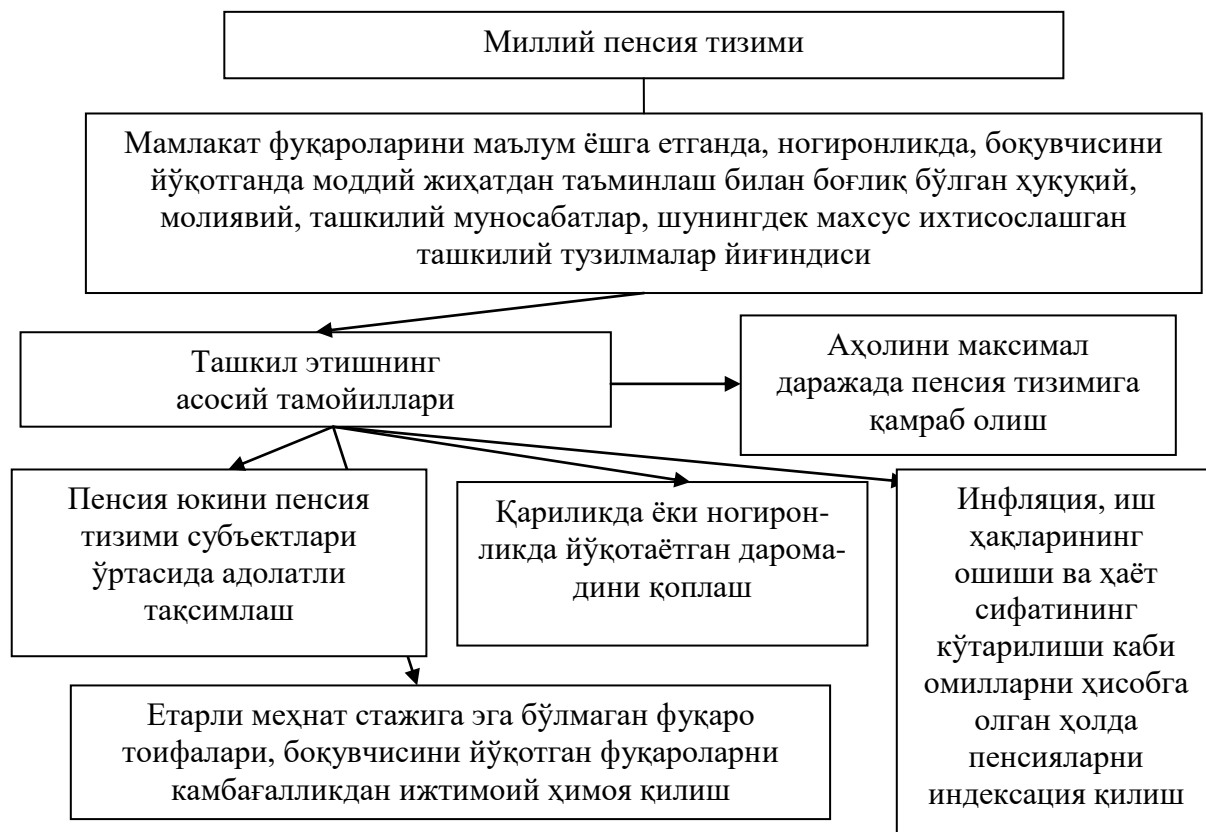 Миллий пенсия тизими
Мамлакат фуқароларини маълум ёшга етганда, ногиронликда, боқувчисини
йўқотганда моддий жиҳатдан таъминлаш билан боғлиқ бўлган ҳуқуқий,
молиявий, ташкилий муносабатлар, шунингдек махсус ихтисослашган
ташкилий тузилмалар йиғиндиси
Ташкил этишнинг
асосий тамойиллари
Аҳолини максимал
даражада пенсия тизимига
қамраб олиш
Пенсия юкини пенсия
тизими субъектлари
ўртасида адолатли
тақсимлаш
Қариликда ёки ногирон-
ликда йўқотаётган дарома-
дини қоплаш
Инфляция, иш
ҳақларининг
ошиши ва ҳаёт
сифатининг
кўтарилиши каби
омилларни ҳисобга
олган ҳолда
пенсияларни
индексация қилиш
Етарли меҳнат стажига эга бўлмаган фуқаро
тоифалари, боқувчисини йўқотган фуқароларни
камбағалликдан ижтимоий ҳимоя қилиш